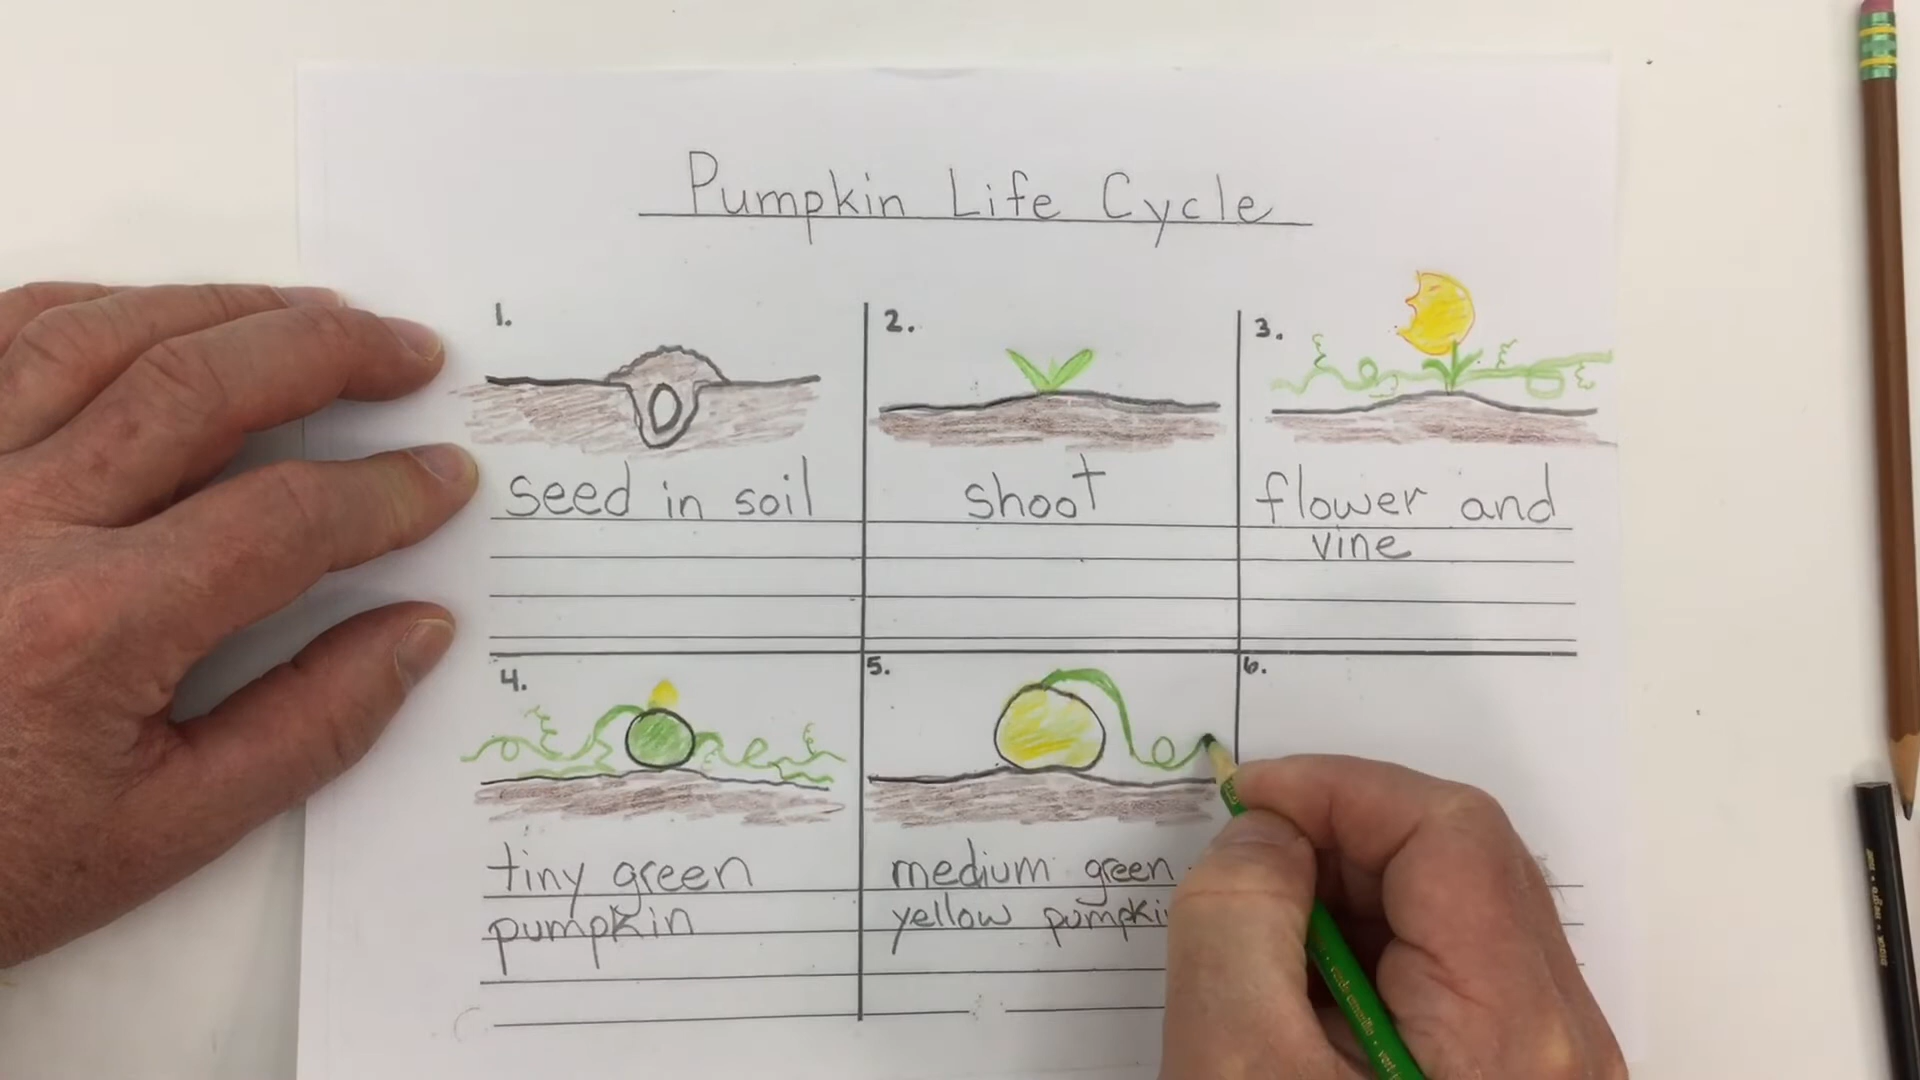 Pumpkin Life Cycle
1.
2.
3.
seed in soil
shoot
flower and
vine
4.
5.
6.
tiny green
pumpkin
medium green
yellow